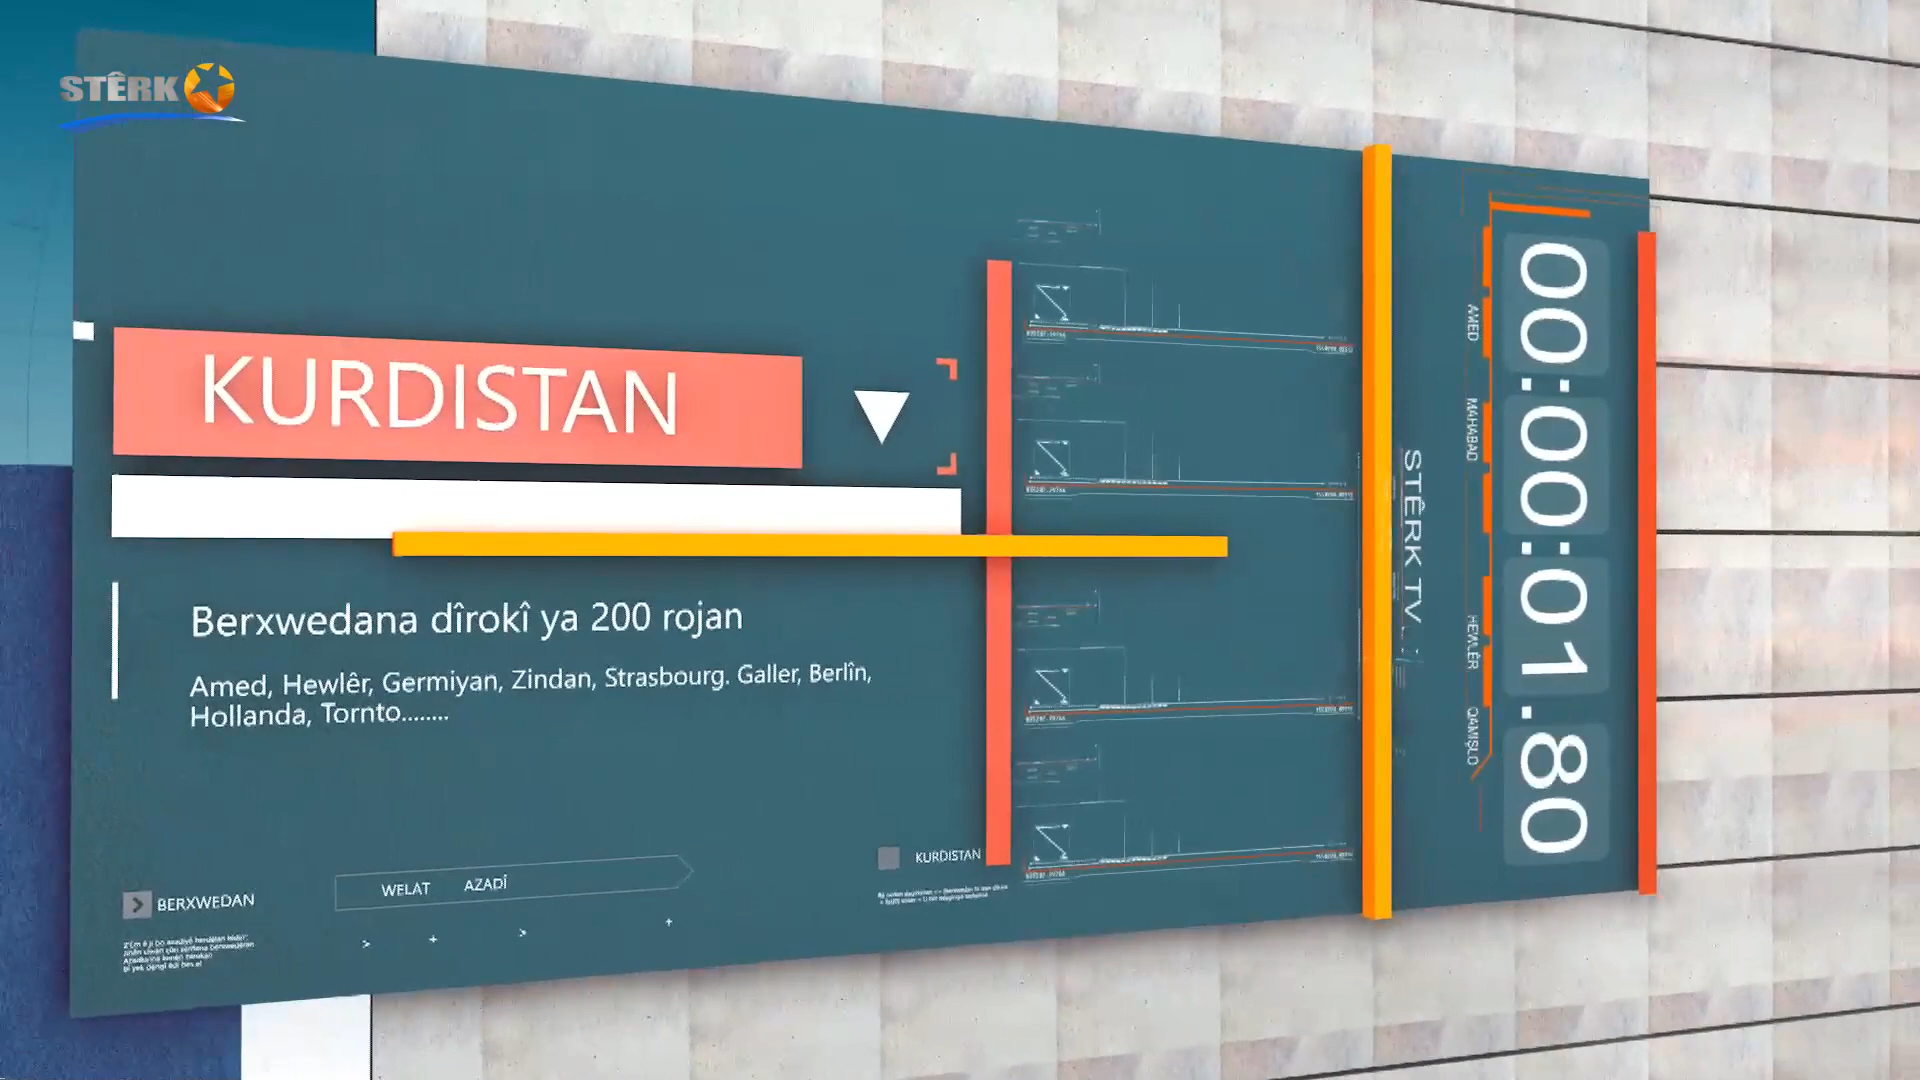 STÊRK
KURDISTAN
Berxwedana dîrokî ya 200 rojan
Amed, Hewlêr, Germiyan, Zindan, Strasbourg. Galler, Berlîn,
Hollanda, Tornto........
BERXWEDAN
WELAT AZADÎ
KURDISTAN
STÊRK TV
AMED
MAHABAD
HEWLÊR
QAMIŞLO
00:00:01.80